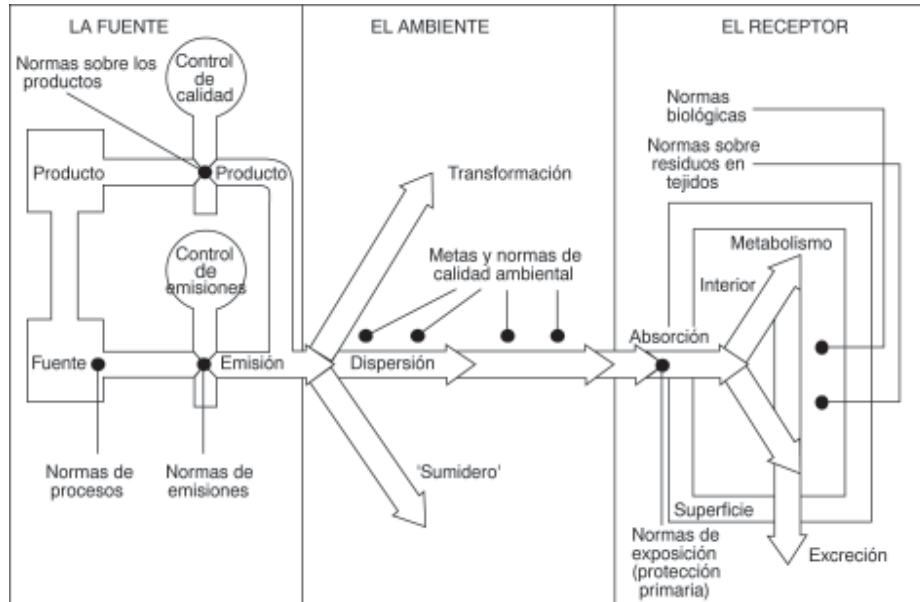 LA FUENTE
Normas sobre los
productos
Control
de
calidad
Producto
Producto
Control
de
emisiones
Fuente
Emisión
Normas de
procesos
Normas de
emisiones
EL AMBIENTE
Transformación
Metas y normas de
calidad ambiental
Dispersión
'Sumidero'
EL RECEPTOR
Normas
biológicas
Normas sobre
residuos en
tejidos
Metabolismo
Interior
Absorción
Superficie
Normas de
exposición
(protección
primaria)
Excreción